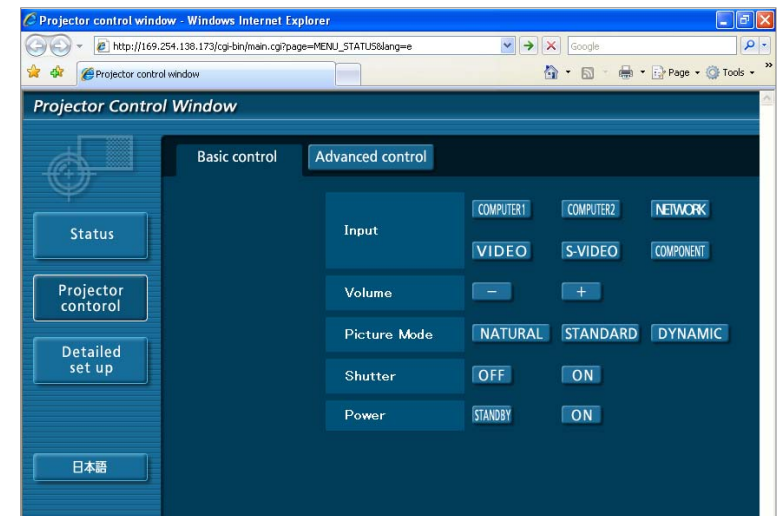 Projector control window - Windows Internet Explorer
http://169.254.138.173/cgi-bin/main.cgi?page=MENU_STATUS&lang=e
Google
Projector control window
Page
Tools
Projector Control Window
Basic control
Advanced control
Status
Projector
contorol
Detailed
set up
日本語
Input
COMPUTER1 COMPUTER2 NETWORK
VIDEO S-VIDEO COMPONENT
Volume - +
Picture Mode NATURAL STANDARD DYNAMIC
Shutter OFF ON
Power STANDBY ON